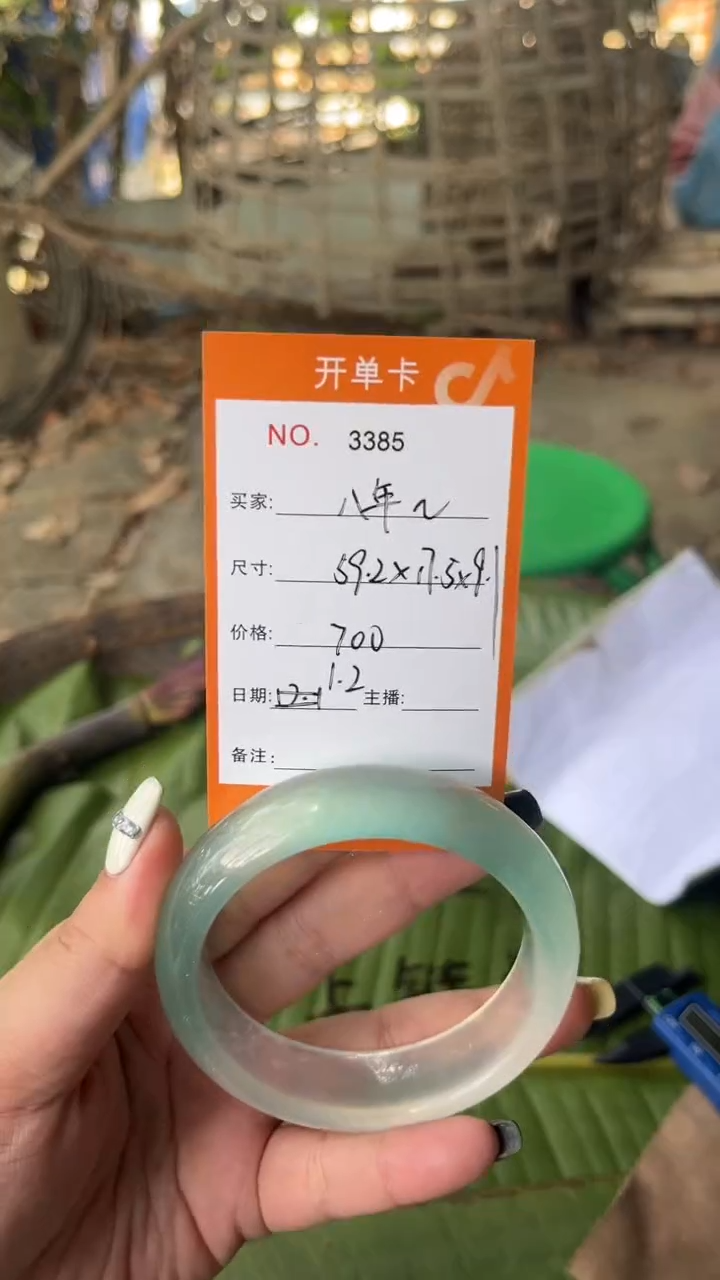 开单卡
NO. 3385
买家: 八年~
尺寸: 59.2×17.5×9.1
价格: 700
日期: 1.2 主播:
备注: